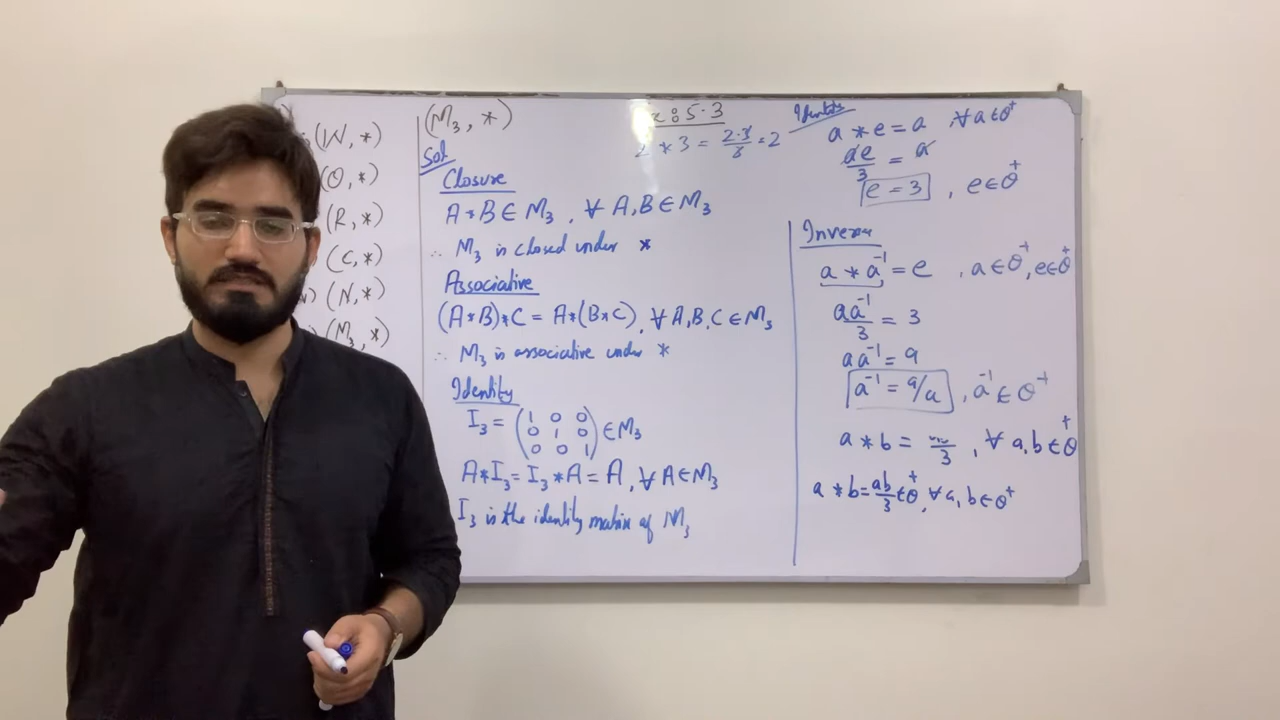 (W, *)
(Q, *)
(R, *)
(C, *)
(N, *)
(M₃, *)
(M₃, *)
Sol
Closure
A*B ∈ M₃, ∀ A,B ∈ M₃
∴ M₃ is closed under *
Associative
(A*B)*C = A*(B*C), ∀ A,B,C ∈ M₃
∴ M₃ is associative under *
Identity
I₃ = (1 0 0
0 1 0
0 0 1) ∈ M₃
A*I₃ = I₃*A = A, ∀ A ∈ M₃
I₃ is the identity matrix of M₃
: 5.3
2 * 3 = 2·3/3 = 2
Identity
a * e = a ∀ a ∈ Q⁺
ae/3 = a
e = 3, e ∈ Q⁺
Inverse
a * a⁻¹ = e, a ∈ Q⁺, e ∈ Q⁺
aa⁻¹/3 = 3
aa⁻¹ = 9
a⁻¹ = 9/a, a⁻¹ ∈ Q⁺
a * b = /3, ∀ a,b ∈ Q⁺
a * b = ab/3 ∈ Q⁺, ∀ a,b ∈ Q⁺